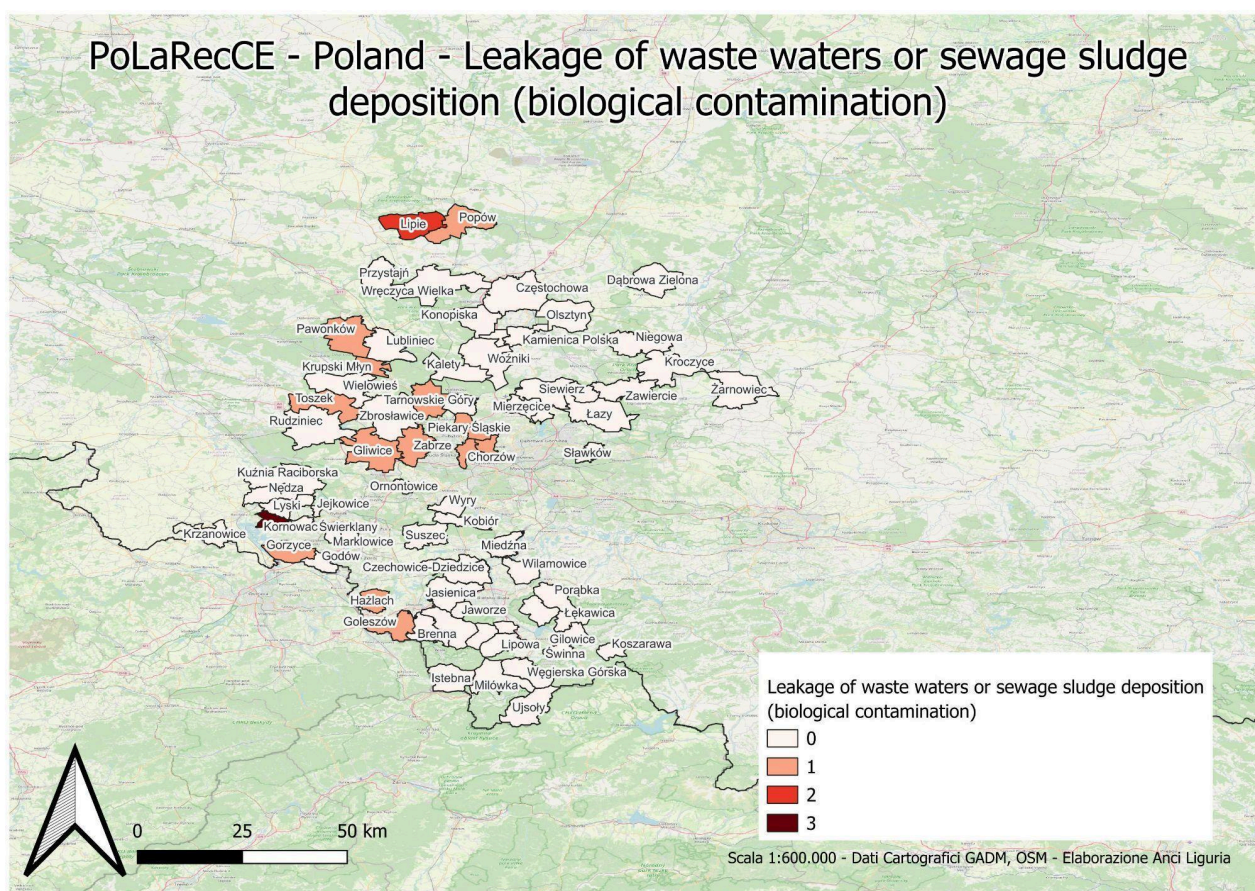 PoLaRecCE - Poland - Leakage of waste waters or sewage sludge
deposition (biological contamination)
Lipie
Popów
Przystajń
Wręczyca Wielka
Częstochowa
Dąbrowa Zielona
Konopiska
Olsztyn
Pawonków
Lubliniec
Kamienica Polska
Niegowa
Krupski Młyn
Kalety
Woźniki
Kroczyce
Wielowieś
Siewierz
Zawiercie
Żarnowiec
Toszek
Tarnowskie Góry
Mierzęcice
Łazy
Rudziniec
Zbrosławice
Piekary Śląskie
Gliwice
Zabrze
Chorzów
Sławków
Kuźnia Raciborska
Nędza
Ornontowice
Lyski
Jejkowice
Wyry
Krzanowice
Kornowac
Świerklany
Kobiór
Gorzyce
Marklowice
Suszec
Miedźna
Godów
Czechowice-Dziedzice
Wilamowice
Hażlach
Jasienica
Porąbka
Goleszów
Jaworze
Łękawica
Brenna
Lipowa
Gilowice
Koszarawa
Świnna
Istebna
Milówka
Węgierska Górska
Ujsoły
Leakage of waste waters or sewage sludge deposition
(biological contamination)
0
1
2
3
0 25 50 km
Scala 1:600.000 - Dati Cartografici GADM, OSM - Elaborazione Anci Liguria